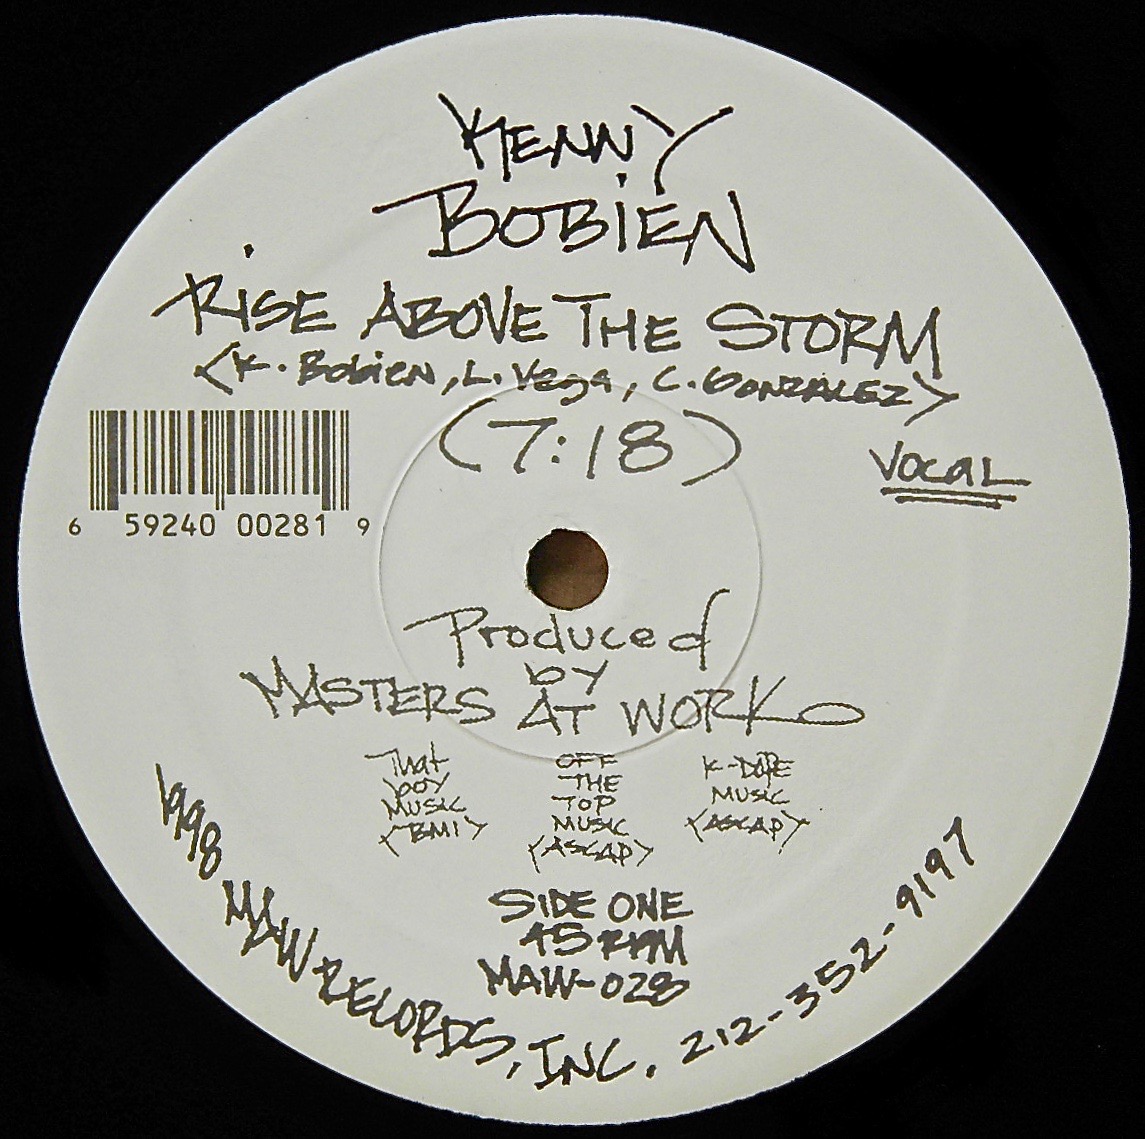 KENNY
BOBiEN
RiSE ABOVE THE STORM
(K. Bobien, L. Vega, C. GONZALEZ)
(7:18)
VOCAL
6 59240 00281 9
Produced
by
MASTERS AT WORK
That
boy
MUSIC
(BMI)
OFF
THE
TOP
MUSIC
(ASCAP)
K-DOPE
MUSIC
(ASCAP)
SIDE ONE
45 RPM
MAW-028
1998 MAW RECORDS, INC. 212-352-9197